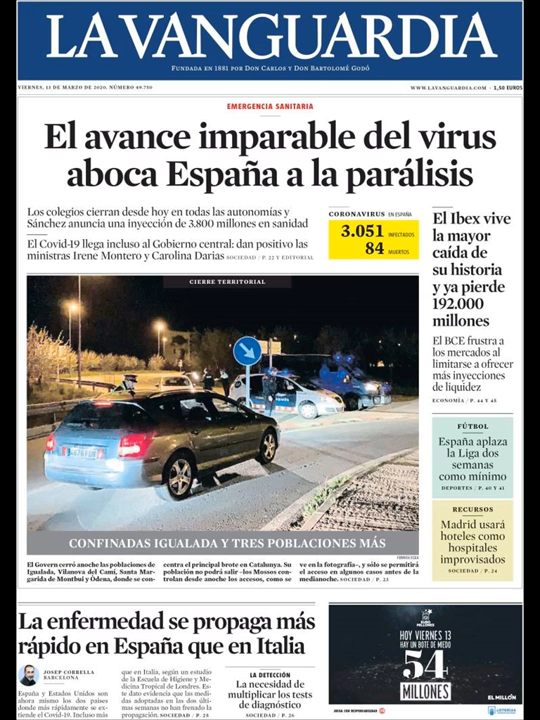 LA VANGUARDIA
FUNDADA EN 1881 POR DON CARLOS Y DON BARTOLOMÉ GODÓ
VIERNES, 13 DE MARZO DE 2020. NÚMERO 49.750
WWW.LAVANGUARDIA.COM · 1,50 EUROS
EMERGENCIA SANITARIA
El avance imparable del virus
aboca España a la parálisis
Los colegios cierran desde hoy en todas las autonomías y
Sánchez anuncia una inyección de 3.800 millones en sanidad
El Covid-19 llega incluso al Gobierno central: dan positivo las
ministras Irene Montero y Carolina Darias SOCIEDAD / P. 22 Y EDITORIAL
CORONAVIRUS EN ESPAÑA
3.051 INFECTADOS
84 MUERTOS
El Ibex vive
la mayor
caída de
su historia
y ya pierde
192.000
millones
El BCE frustra a
los mercados al
limitarse a ofrecer
más inyecciones
de liquidez
ECONOMÍA / P. 44 Y 45
CIERRE TERRITORIAL
CONFINADAS IGUALADA Y TRES POBLACIONES MÁS
El Govern cerró anoche las poblaciones de
Igualada, Vilanova del Camí, Santa Mar-
garida de Montbui y Òdena, donde se con-
centra el principal brote en Catalunya. Su
población no podrá salir –los Mossos con-
trolan desde anoche los accesos, como se
ve en la fotografía–, y sólo se permitirá
el acceso en algunos casos antes de la
medianoche. SOCIEDAD / P. 23
FÚTBOL
España aplaza
la Liga dos
semanas
como mínimo
DEPORTES / P. 40 Y 41
RECURSOS
Madrid usará
hoteles como
hospitales
improvisados
SOCIEDAD / P. 24
La enfermedad se propaga más
rápido en España que en Italia
JOSEP CORBELLA
BARCELONA
España y Estados Unidos son
ahora mismo los países
donde más rápidamente se ex-
tiende el Covid-19. Incluso más
que en Italia, según un estudio
de la Escuela de Higiene y Me-
dicina Tropical de Londres. Es-
te dato evidencia que las medi-
das adoptadas en las dos últi-
mas semanas no han frenado la
propagación. SOCIEDAD / P. 28
LA DETECCIÓN
La necesidad de
multiplicar los tests
de diagnóstico
SOCIEDAD / P. 26
HOY VIERNES 13
HAY UN BOTE DE MIEDO
54
MILLONES
EL MILLÓN